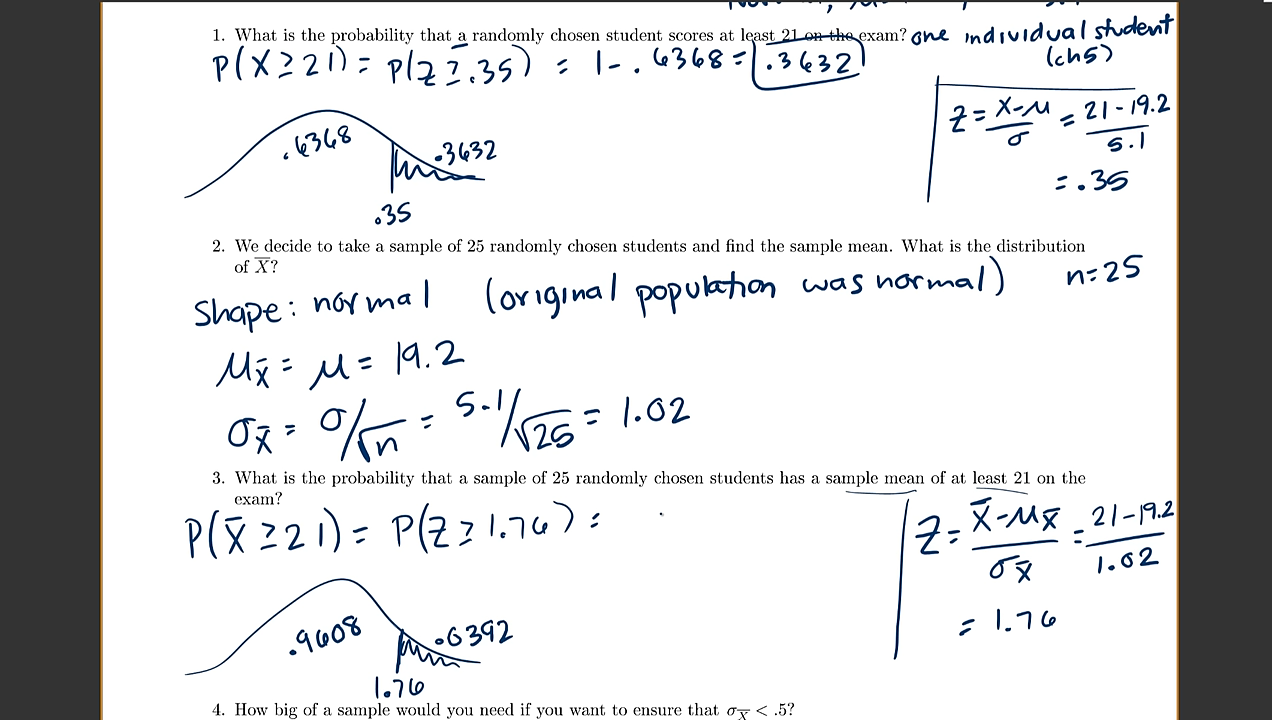 1. What is the probability that a randomly chosen student scores at least 21 on the exam? one individual student
(ch5)
P(X ≥ 21) = P(Z ≥ .35) = 1 - .6368 = .3632
Z = X-μ/σ = 21-19.2/5.1
= .35
.6368
.3632
.35
2. We decide to take a sample of 25 randomly chosen students and find the sample mean. What is the distribution
of X̅?
n=25
Shape: normal (original population was normal)
μx̄ = μ = 19.2
σx̄ = σ/√n = 5.1/√25 = 1.02
3. What is the probability that a sample of 25 randomly chosen students has a sample mean of at least 21 on the
exam?
P(x̄ ≥ 21) = P(Z ≥ 1.76) =
Z = x̄-μx̄/σx̄ = 21-19.2/1.02
= 1.76
.9608
.0392
1.76
4. How big of a sample would you need if you want to ensure that σX̅ < .5?